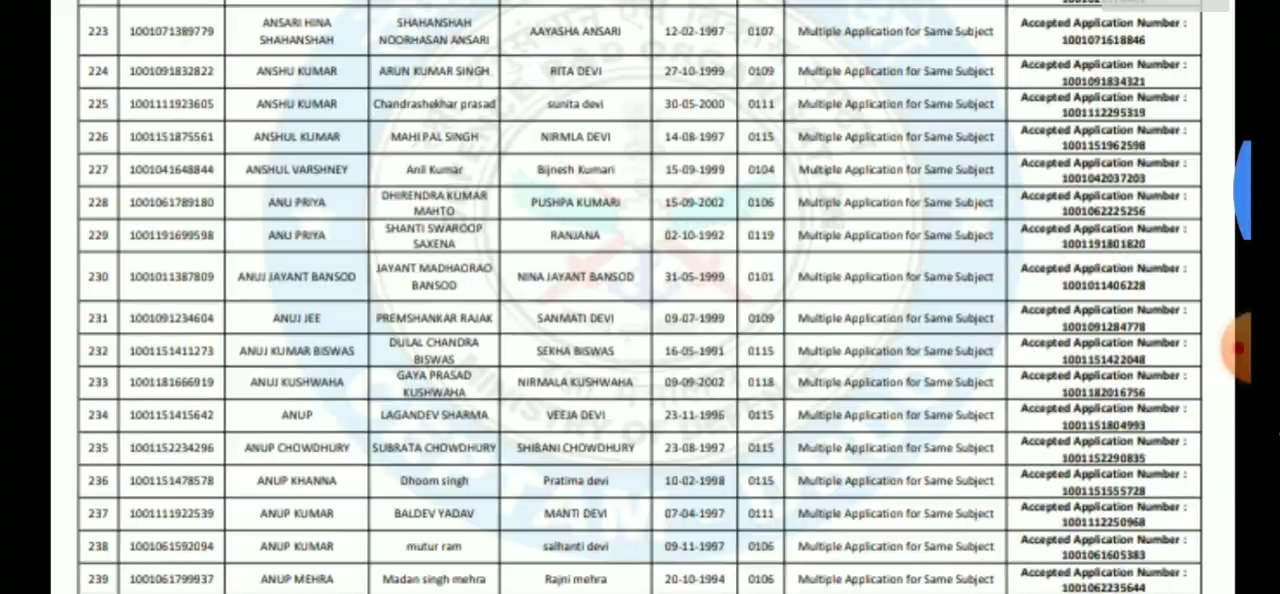 223 1001071389779 ANSARI HINA SHAHANSHAH SHAHANSHAH NOORHASAN ANSARI AAYASHA ANSARI 12-02-1997 0107 Multiple Application for Same Subject Accepted Application Number : 1001071618846
224 1001091832822 ANSHU KUMAR ARUN KUMAR SINGH RITA DEVI 27-10-1999 0109 Multiple Application for Same Subject Accepted Application Number : 1001091834321
225 1001111923605 ANSHU KUMAR Chandrashekhar prasad sunita devi 30-05-2000 0111 Multiple Application for Same Subject Accepted Application Number : 1001112295319
226 1001151875561 ANSHUL KUMAR MAHI PAL SINGH NIRMLA DEVI 14-08-1997 0115 Multiple Application for Same Subject Accepted Application Number : 1001151962598
227 1001041648844 ANSHUL VARSHNEY Anil Kumar Bijnesh Kumari 15-09-1999 0104 Multiple Application for Same Subject Accepted Application Number : 1001042037203
228 1001061789180 ANU PRIYA DHIRENDRA KUMAR MAHTO PUSHPA KUMARI 15-09-2002 0106 Multiple Application for Same Subject Accepted Application Number : 1001062225256
229 1001191699598 ANU PRIYA SHANTI SWAROOP SAXENA RANJANA 02-10-1992 0119 Multiple Application for Same Subject Accepted Application Number : 1001191801820
230 1001011387809 ANUJ JAYANT BANSOD JAYANT MADHAORAO BANSOD NINA JAYANT BANSOD 31-05-1999 0101 Multiple Application for Same Subject Accepted Application Number : 1001011406228
231 1001091234604 ANUJ JEE PREMSHANKAR RAJAK SANMATI DEVI 09-07-1999 0109 Multiple Application for Same Subject Accepted Application Number : 1001091284778
232 1001151411273 ANUJ KUMAR BISWAS DULAL CHANDRA BISWAS SEKHA BISWAS 16-05-1991 0115 Multiple Application for Same Subject Accepted Application Number : 1001151422048
233 1001181666919 ANUJ KUSHWAHA GAYA PRASAD KUSHWAHA NIRMALA KUSHWAHA 09-09-2002 0118 Multiple Application for Same Subject Accepted Application Number : 1001182016756
234 1001151415642 ANUP LAGANDEV SHARMA VEEJA DEVI 23-11-1996 0115 Multiple Application for Same Subject Accepted Application Number : 1001151804993
235 1001152234296 ANUP CHOWDHURY SUBRATA CHOWDHURY SHIBANI CHOWDHURY 23-08-1997 0115 Multiple Application for Same Subject Accepted Application Number : 1001152290835
236 1001151478578 ANUP KHANNA Dhoom singh Pratima devi 10-02-1998 0115 Multiple Application for Same Subject Accepted Application Number : 1001151555728
237 1001111922539 ANUP KUMAR BALDEV YADAV MANTI DEVI 07-04-1997 0111 Multiple Application for Same Subject Accepted Application Number : 1001112250968
238 1001061592094 ANUP KUMAR mutur ram salhanti devi 09-11-1997 0106 Multiple Application for Same Subject Accepted Application Number : 1001061605383
239 1001061799937 ANUP MEHRA Madan singh mehra Rajni mehra 20-10-1994 0106 Multiple Application for Same Subject Accepted Application Number : 1001062235644